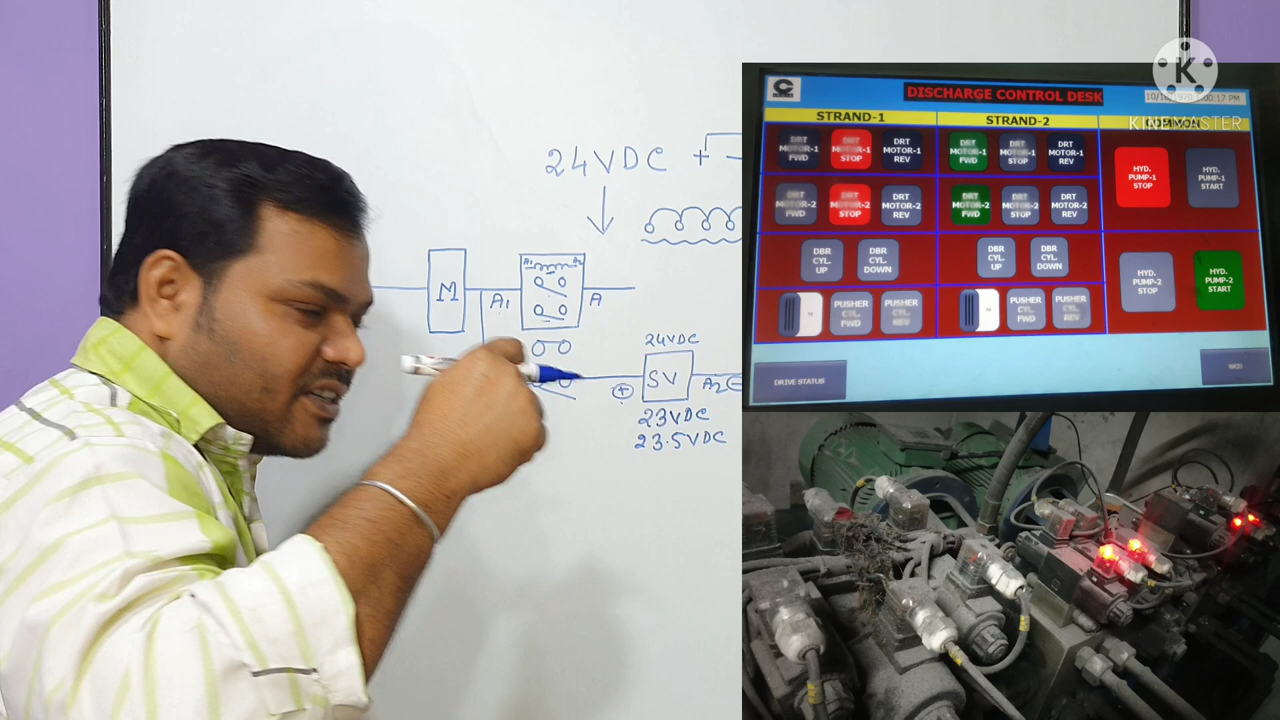 24VDC + -
A1 A2
M A1 A
24VDC
+ SV A2 -
23VDC
23.5VDC
K
KINEMASTER
DISCHARGE CONTROL DESK
STRAND-1 STRAND-2 COMMON
DRT MOTOR-1 FWD
DRT MOTOR-1 STOP
DRT MOTOR-1 REV
DRT MOTOR-1 FWD
DRT MOTOR-1 STOP
DRT MOTOR-1 REV
HYD. PUMP-1 STOP
HYD. PUMP-1 START
DRT MOTOR-2 FWD
DRT MOTOR-2 STOP
DRT MOTOR-2 REV
DRT MOTOR-2 FWD
DRT MOTOR-2 STOP
DRT MOTOR-2 REV
DBR CYL. UP
DBR CYL. DOWN
DBR CYL. UP
DBR CYL. DOWN
HYD. PUMP-2 STOP
HYD. PUMP-2 START
PUSHER CYL. FWD
PUSHER CYL. REV
PUSHER CYL. FWD
PUSHER CYL. REV
DRIVE STATUS